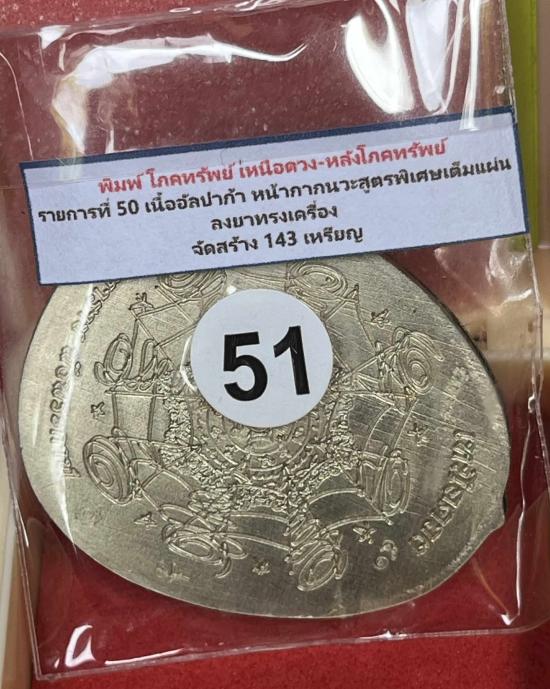 พิมพ์ โภคทรัพย์ เหนือดวง-หลังโภคทรัพย์
รายการที่ 50 เนื้ออัลปาก้า หน้ากากนวะสูตรพิเศษเต็มแผ่น
ลงยาทรงเครื่อง
จัดสร้าง 143 เหรียญ
51